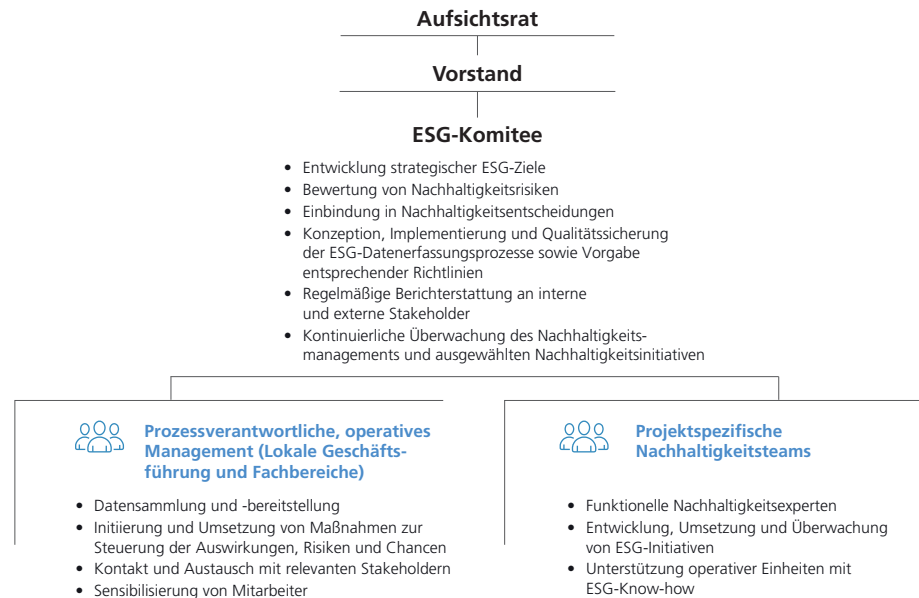 Aufsichtsrat
Vorstand
ESG-Komitee
• Entwicklung strategischer ESG-Ziele
• Bewertung von Nachhaltigkeitsrisiken
• Einbindung in Nachhaltigkeitsentscheidungen
• Konzeption, Implementierung und Qualitätssicherung
der ESG-Datenerfassungsprozesse sowie Vorgabe
entsprechender Richtlinien
• Regelmäßige Berichterstattung an interne
und externe Stakeholder
• Kontinuierliche Überwachung des Nachhaltigkeits-
managements und ausgewählten Nachhaltigkeitsinitiativen
Prozessverantwortliche, operatives
Management (Lokale Geschäfts-
führung und Fachbereiche)
• Datensammlung und -bereitstellung
• Initiierung und Umsetzung von Maßnahmen zur
Steuerung der Auswirkungen, Risiken und Chancen
• Kontakt und Austausch mit relevanten Stakeholdern
• Sensibilisierung von Mitarbeiter
Projektspezifische
Nachhaltigkeitsteams
• Funktionelle Nachhaltigkeitsexperten
• Entwicklung, Umsetzung und Überwachung
von ESG-Initiativen
• Unterstützung operativer Einheiten mit
ESG-Know-how